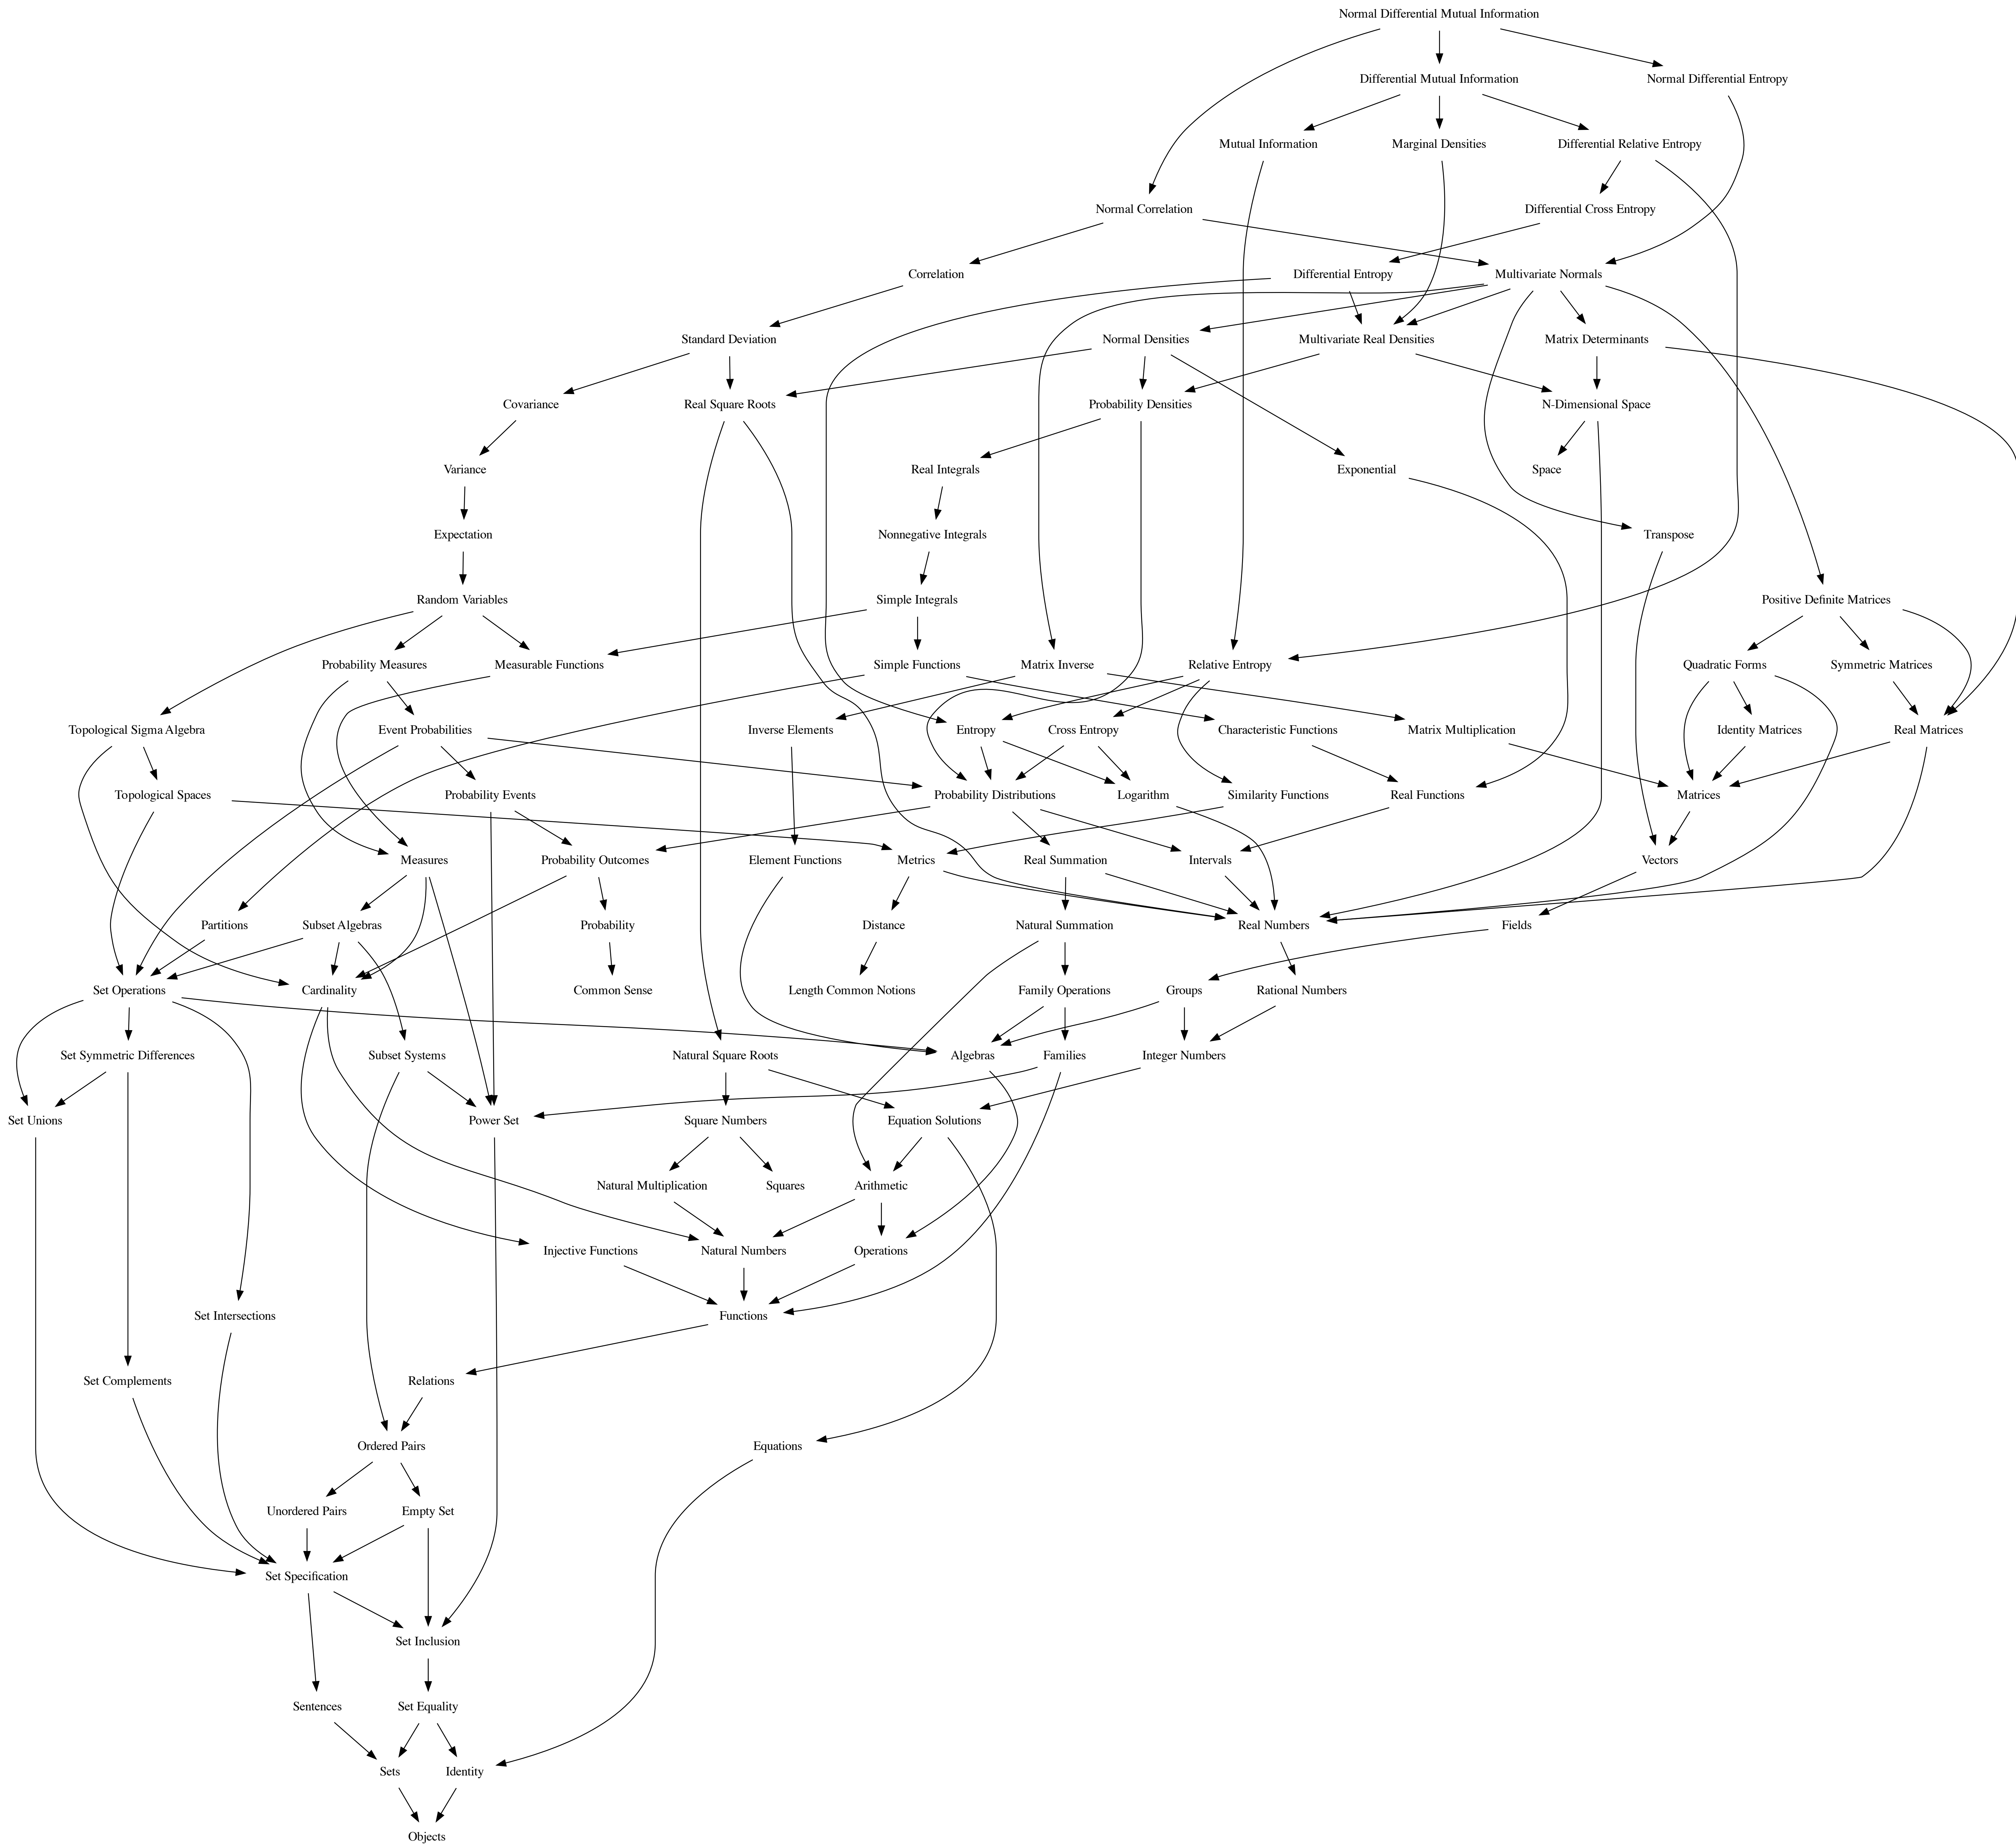 Normal Differential Mutual Information
Differential Mutual Information
Normal Differential Entropy
Mutual Information
Marginal Densities
Differential Relative Entropy
Normal Correlation
Differential Cross Entropy
Correlation
Differential Entropy
Multivariate Normals
Standard Deviation
Normal Densities
Multivariate Real Densities
Matrix Determinants
Covariance
Real Square Roots
Probability Densities
N-Dimensional Space
Variance
Real Integrals
Exponential
Space
Expectation
Nonnegative Integrals
Transpose
Random Variables
Simple Integrals
Positive Definite Matrices
Probability Measures
Measurable Functions
Simple Functions
Matrix Inverse
Relative Entropy
Quadratic Forms
Symmetric Matrices
Topological Sigma Algebra
Event Probabilities
Inverse Elements
Entropy
Cross Entropy
Characteristic Functions
Matrix Multiplication
Identity Matrices
Real Matrices
Topological Spaces
Probability Events
Probability Distributions
Logarithm
Similarity Functions
Real Functions
Matrices
Measures
Probability Outcomes
Element Functions
Metrics
Real Summation
Intervals
Vectors
Partitions
Subset Algebras
Probability
Distance
Natural Summation
Real Numbers
Fields
Set Operations
Cardinality
Common Sense
Length Common Notions
Family Operations
Groups
Rational Numbers
Set Symmetric Differences
Subset Systems
Natural Square Roots
Algebras
Families
Integer Numbers
Set Unions
Power Set
Square Numbers
Equation Solutions
Natural Multiplication
Squares
Arithmetic
Injective Functions
Natural Numbers
Operations
Set Intersections
Functions
Set Complements
Relations
Ordered Pairs
Equations
Unordered Pairs
Empty Set
Set Specification
Set Inclusion
Sentences
Set Equality
Sets
Identity
Objects